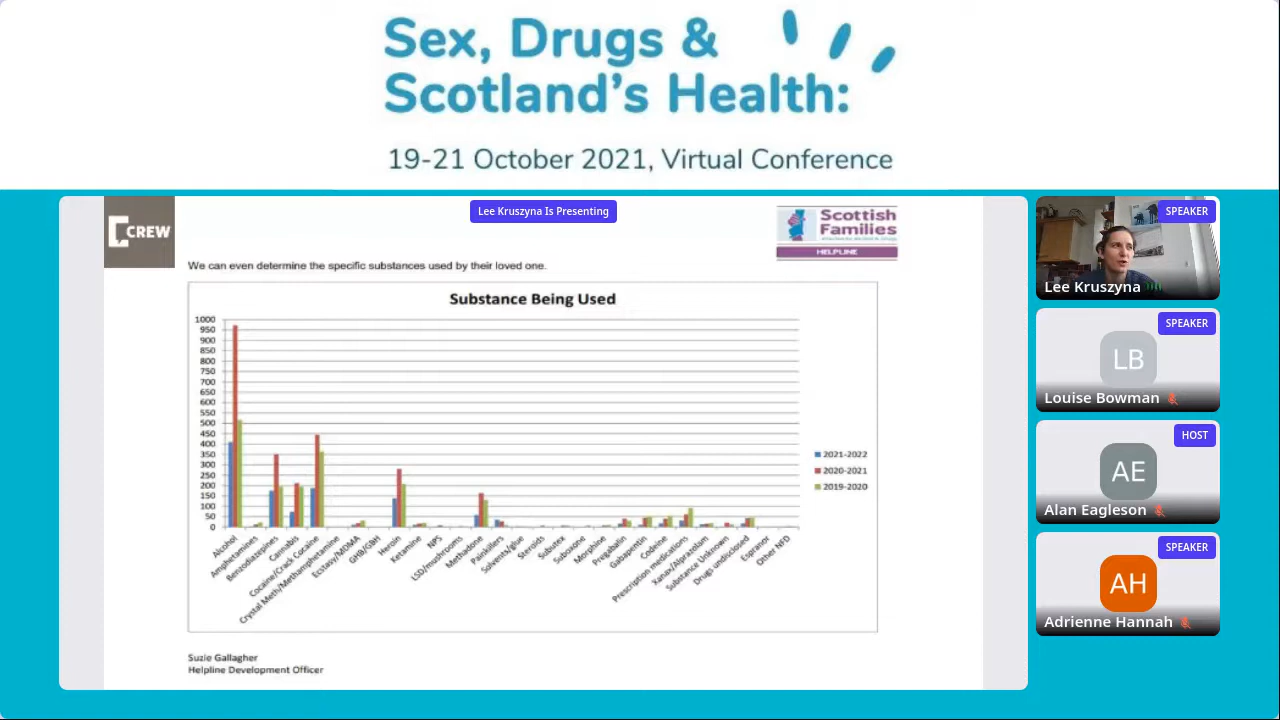 Sex, Drugs &
Scotland's Health:
19-21 October 2021, Virtual Conference
CREW
Lee Kruszyna Is Presenting
Scottish
Families
HELPLINE
We can even determine the specific substances used by their loved one.
Substance Being Used
1000
950
900
850
800
750
700
650
600
550
500
450
400
350
300
250
200
150
100
50
0
Alcohol
Amphetamines
Benzodiazepines
Cannabis
Cocaine/Crack Cocaine
Crystal Meth/Methamphetamine
Ecstasy/MDMA
GHB/GBH
Heroin
Ketamine
NPS
LSD/mushrooms
Methadone
Painkillers
Solvents/glue
Steroids
Subutex
Suboxone
Morphine
Pregabalin
Gabapentin
Codeine
Prescription medications
Xanax/Alprazolam
Substance Unknown
Drugs undisclosed
Espranor
Other NFD
2021-2022
2020-2021
2019-2020
Suzie Gallagher
Helpline Development Officer
SPEAKER
Lee Kruszyna
SPEAKER
LB
Louise Bowman
HOST
AE
Alan Eagleson
SPEAKER
AH
Adrienne Hannah